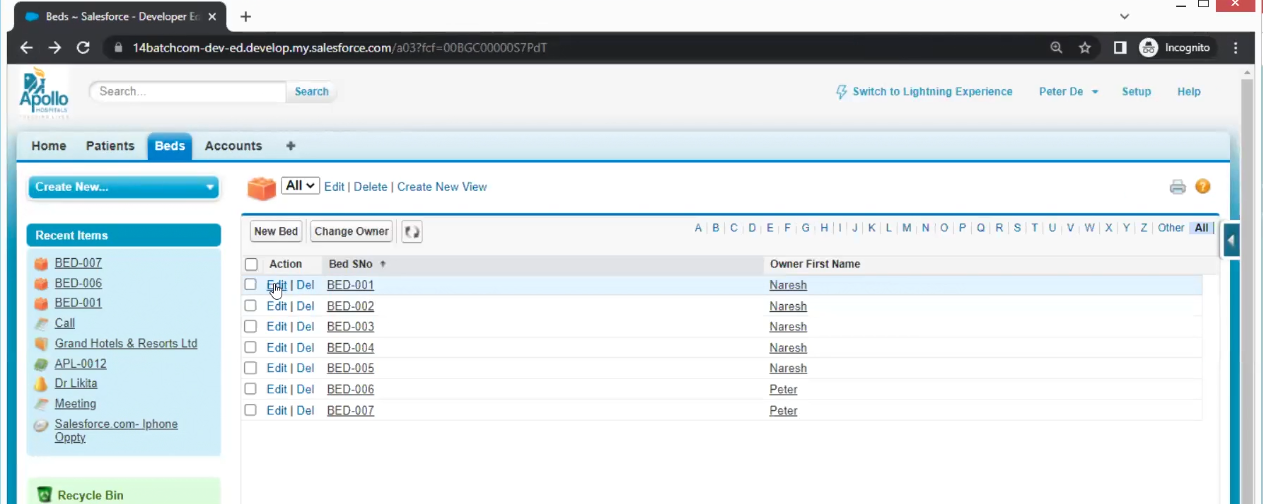 Beds ~ Salesforce - Developer Ed
14batchcom-dev-ed.develop.my.salesforce.com/a03?fcf=00BGC00000S7PdT
Incognito
Apollo
HOSPITALS
Search...
Search
Switch to Lightning Experience
Peter De
Setup
Help
Home
Patients
Beds
Accounts
+
Create New...
All
Edit | Delete | Create New View
Recent Items
BED-007
BED-006
BED-001
Call
Grand Hotels & Resorts Ltd
APL-0012
Dr Likita
Meeting
Salesforce.com- Iphone
Oppty
Recycle Bin
New Bed
Change Owner
A | B | C | D | E | F | G | H | I | J | K | L | M | N | O | P | Q | R | S | T | U | V | W | X | Y | Z | Other | All
Action Bed SNo Owner First Name
Edit | Del BED-001 Naresh
Edit | Del BED-002 Naresh
Edit | Del BED-003 Naresh
Edit | Del BED-004 Naresh
Edit | Del BED-005 Naresh
Edit | Del BED-006 Peter
Edit | Del BED-007 Peter